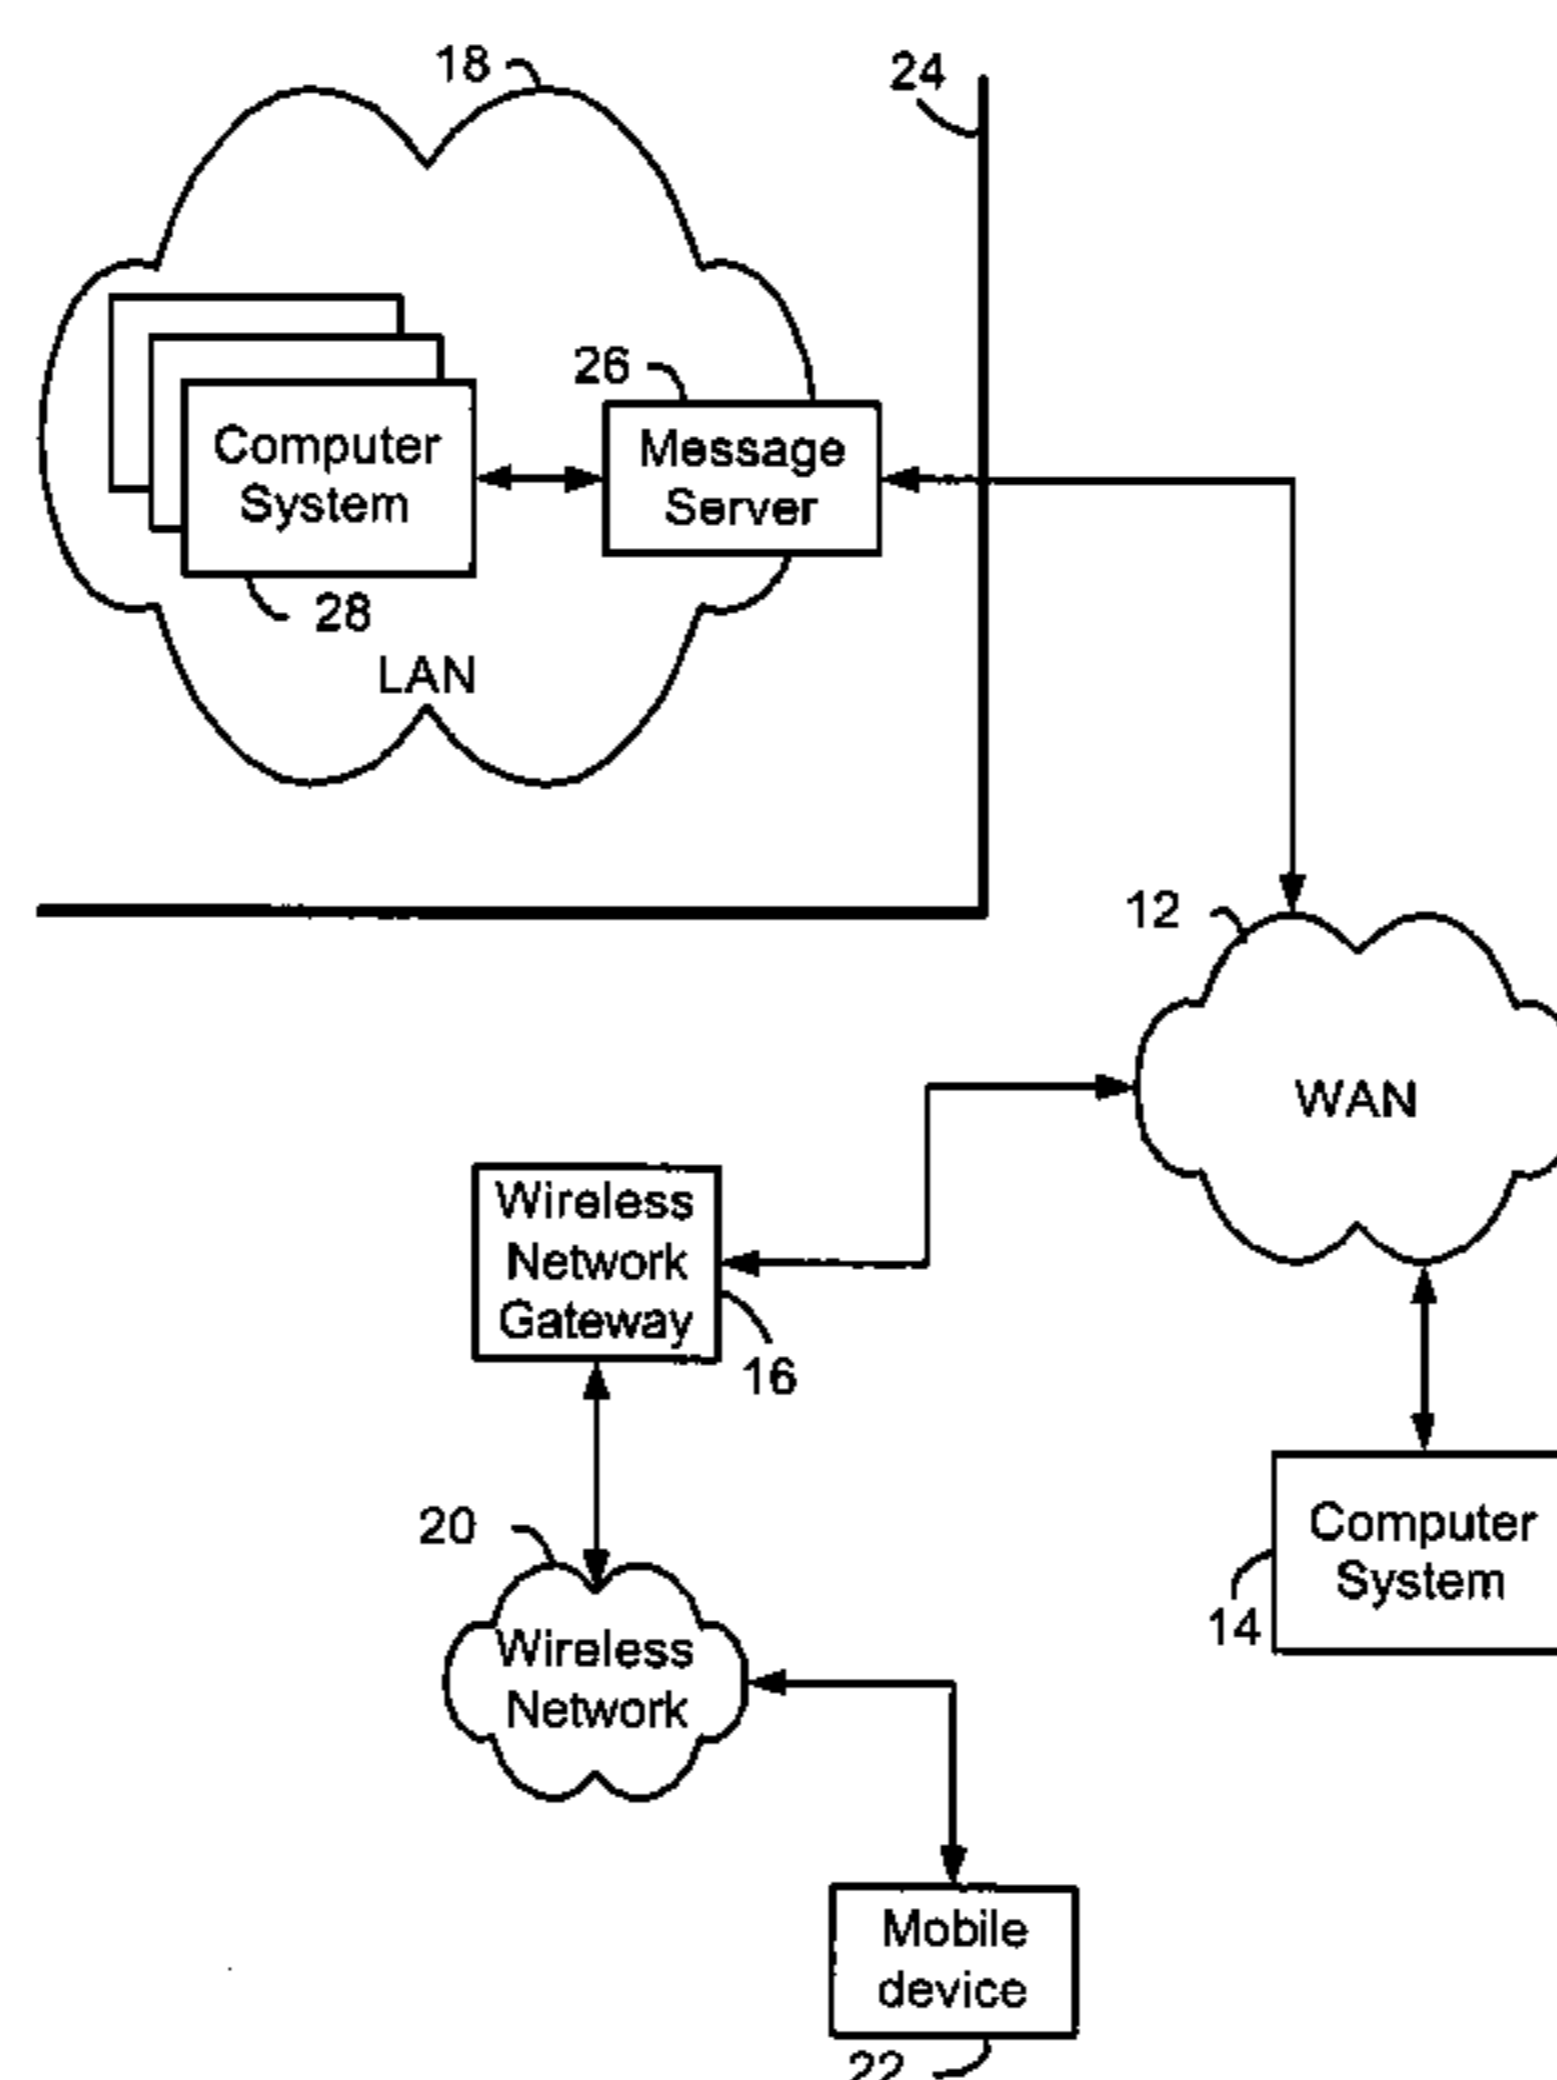 18
24
26
Computer
System
Message
Server
28
LAN
12
WAN
Wireless
Network
Gateway
16
20
Computer
System
14
Wireless
Network
Mobile
device
22